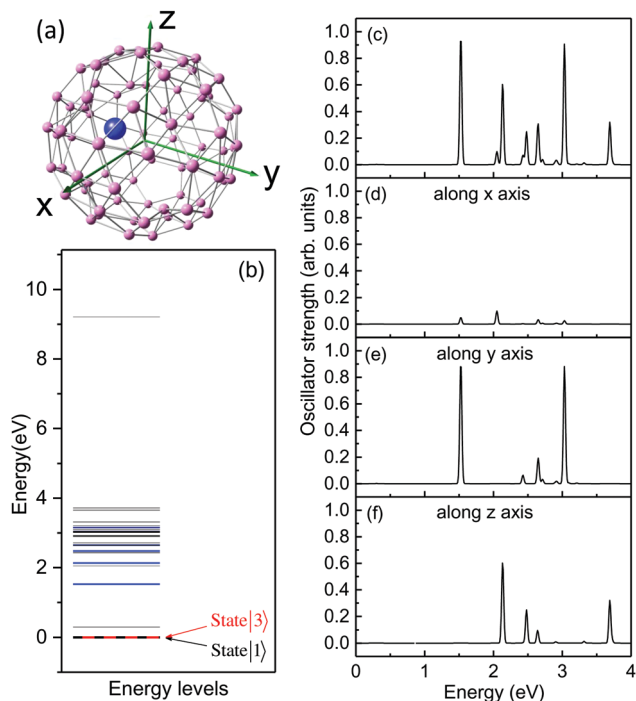 (a)
z
y
x
(b)
10
8
6
4
2
0
Energy(eV)
State|3⟩
State|1⟩
Energy levels
(c)
1.0
0.8
0.6
0.4
0.2
0.0
(d)
along x axis
1.0
0.8
0.6
0.4
0.2
0.0
(e)
along y axis
1.0
0.8
0.6
0.4
0.2
0.0
(f)
along z axis
1.0
0.8
0.6
0.4
0.2
0.0
Oscillator strength (arb. units)
0 1 2 3 4
Energy (eV)